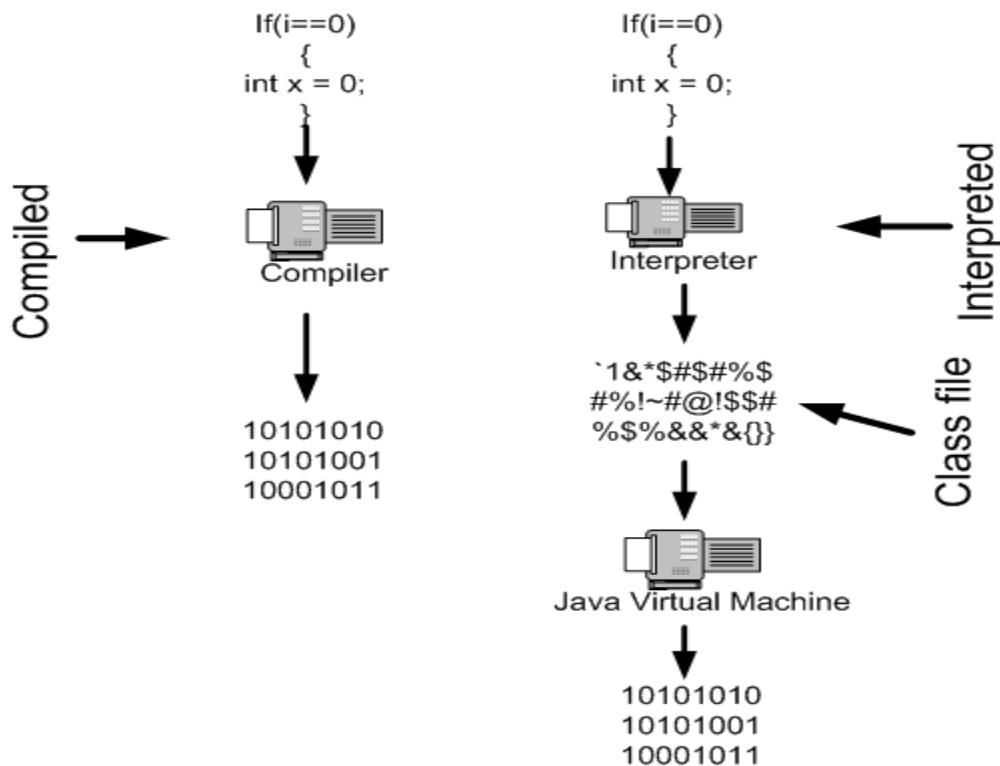 If(i==0)
{
int x = 0;
}
Compiled
Compiler
10101010
10101001
10001011
If(i==0)
{
int x = 0;
}
Interpreted
Interpreter
`1&*$#$#%$
#%!~#@!$$#
%$%&&*&{}}
Class file
Java Virtual Machine
10101010
10101001
10001011